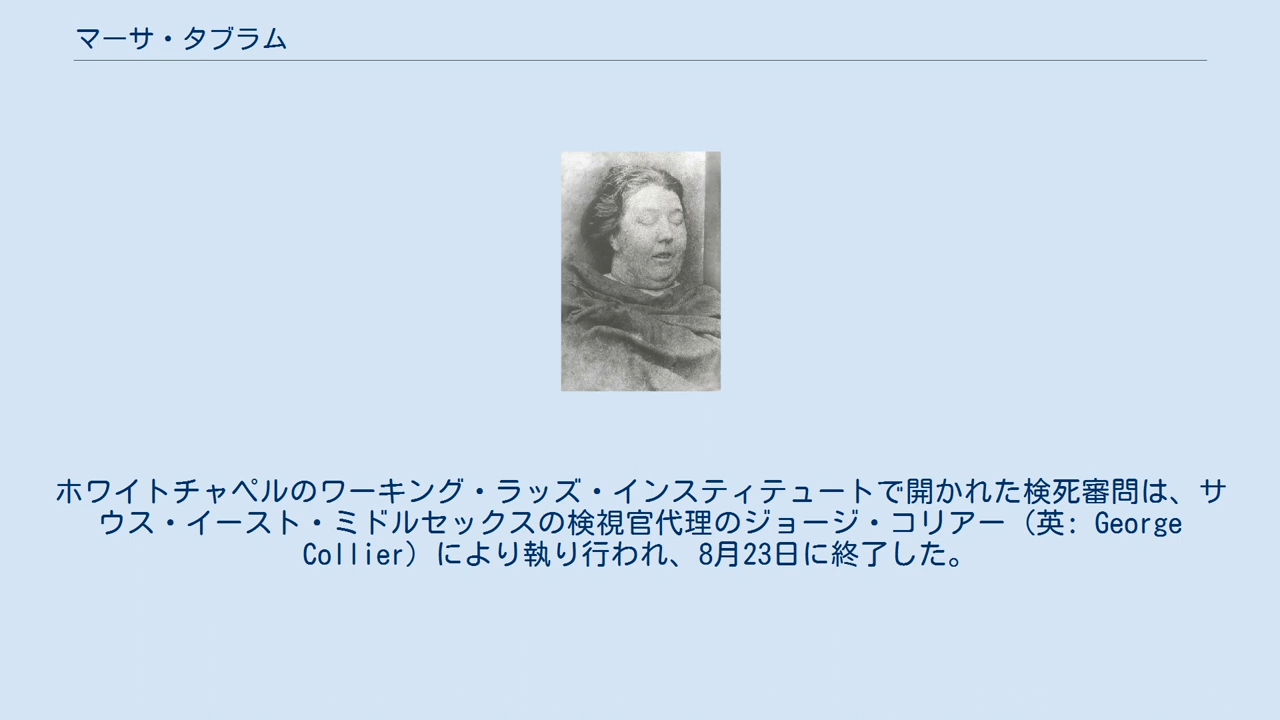 マーサ・タブラム
ホワイトチャペルのワーキング・ラッズ・インスティテュートで開かれた検死審問は、サ
ウス・イースト・ミドルセックスの検視官代理のジョージ・コリアー（英: George
Collier）により執り行われ、8月23日に終了した。